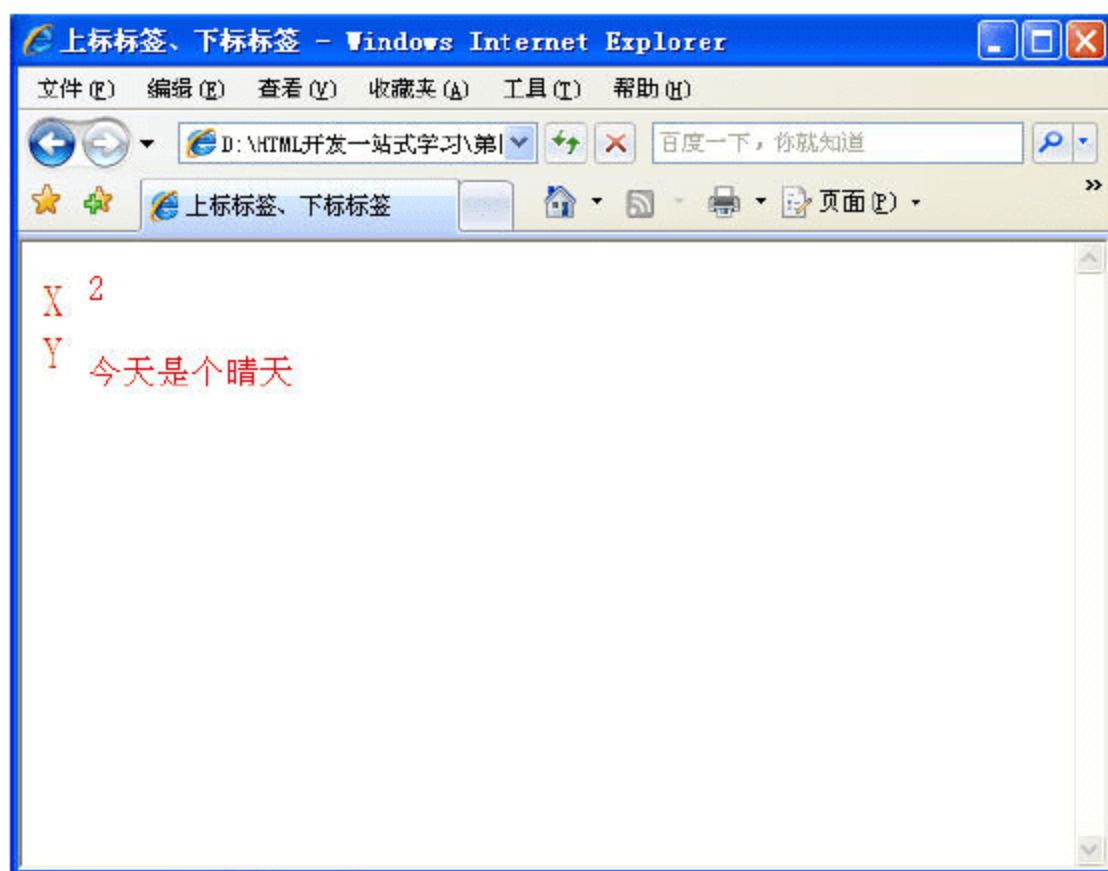 上标标签、下标标签 - Windows Internet Explorer
文件(F) 编辑(E) 查看(V) 收藏夹(A) 工具(T) 帮助(H)
D:\HTML开发一站式学习\第 百度一下，你就知道
上标标签、下标标签 页面(P) »
X 2
Y 今天是个晴天